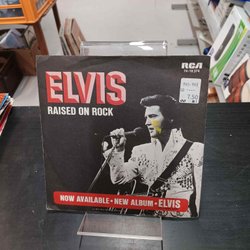 ELVIS
RAISED ON ROCK
RCA
NOW AVAILABLE • NEW ALBUM • ELVIS